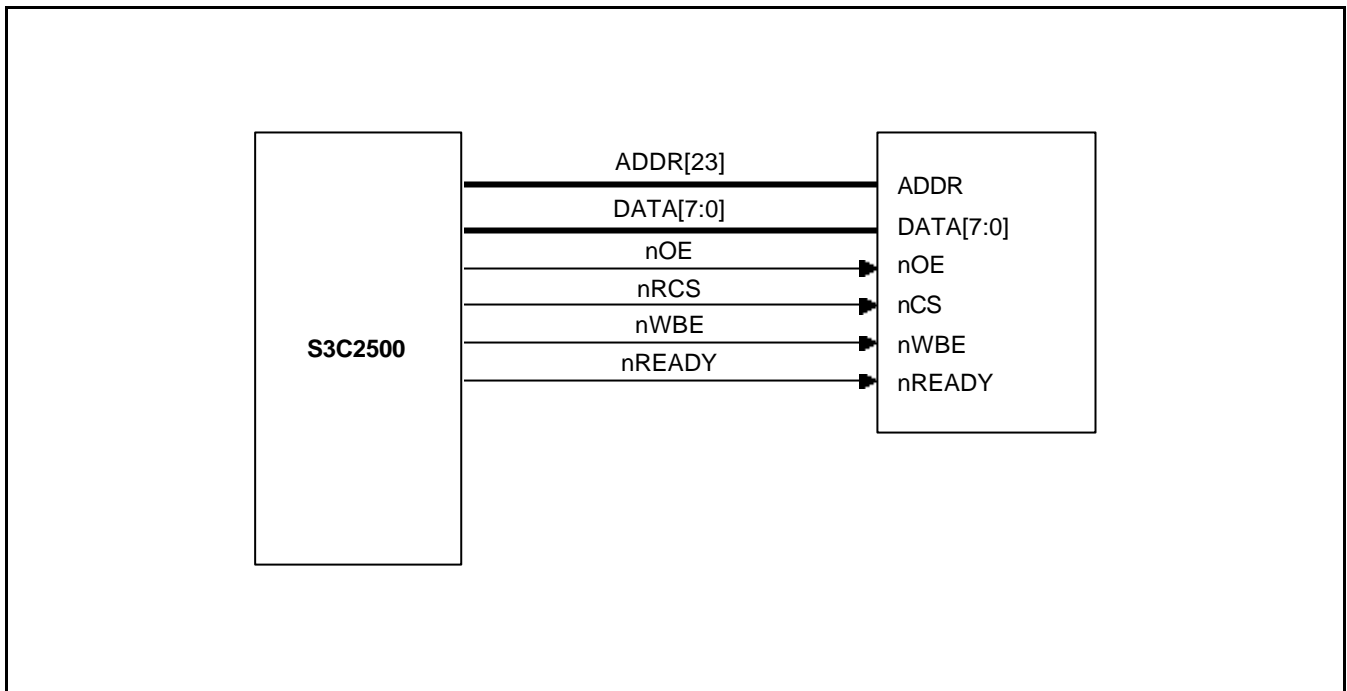 ADDR[23]
ADDR
DATA[7:0]
DATA[7:0]
nOE
nOE
nRCS
nCS
nWBE
nWBE
S3C2500
nREADY
nREADY